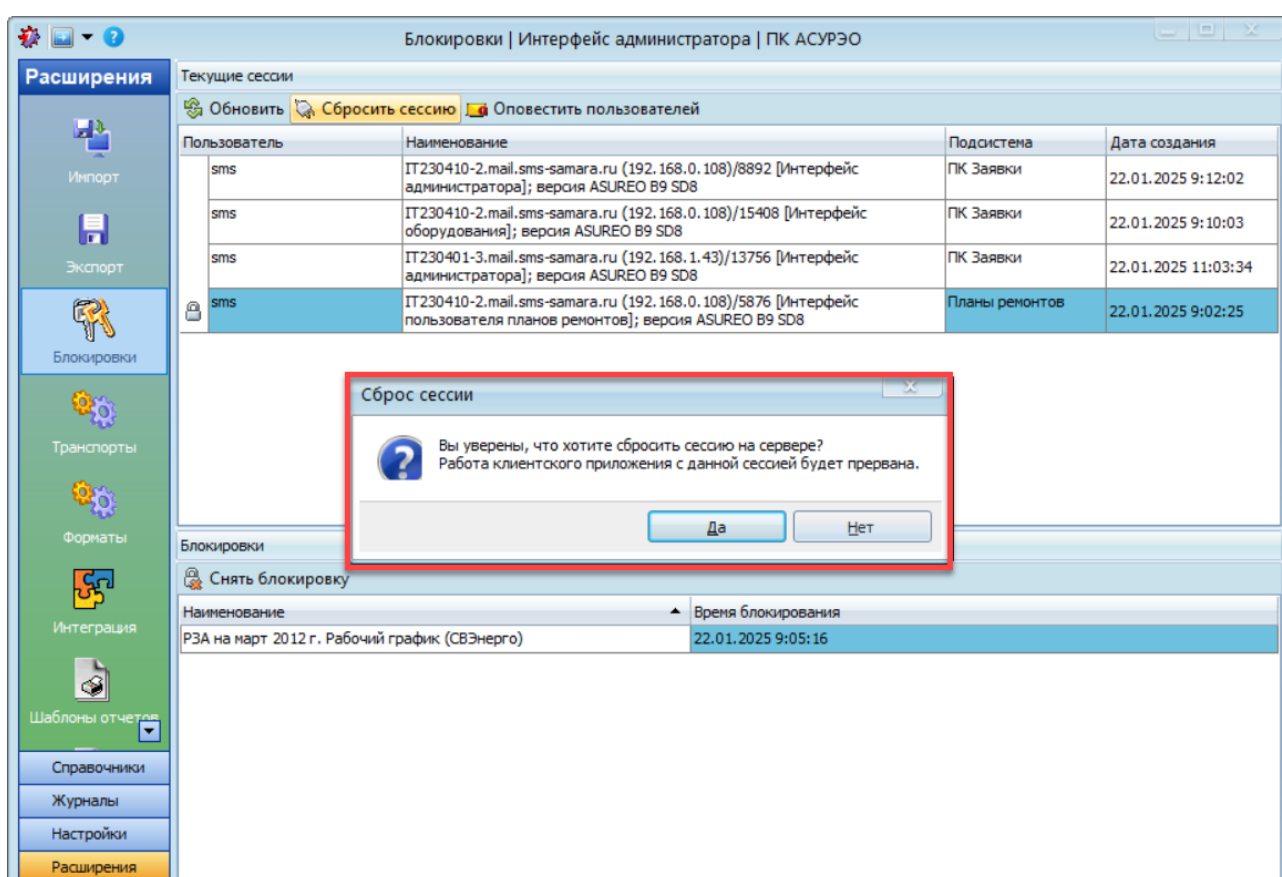 Блокировки | Интерфейс администратора | ПК АСУРЭО
Расширения
Импорт
Экспорт
Блокировки
Транспорты
Форматы
Интеграция
Шаблоны отчетов
Справочники
Журналы
Настройки
Расширения
Текущие сессии
Обновить Сбросить сессию Оповестить пользователей
Пользователь Наименование Подсистема Дата создания
sms IT230410-2.mail.sms-samara.ru (192.168.0.108)/8892 [Интерфейс ПК Заявки 22.01.2025 9:12:02
администратора]; версия ASUREO B9 SD8
sms IT230410-2.mail.sms-samara.ru (192.168.0.108)/15408 [Интерфейс ПК Заявки 22.01.2025 9:10:03
оборудования]; версия ASUREO B9 SD8
sms IT230401-3.mail.sms-samara.ru (192.168.1.43)/13756 [Интерфейс ПК Заявки 22.01.2025 11:03:34
администратора]; версия ASUREO B9 SD8
sms IT230410-2.mail.sms-samara.ru (192.168.0.108)/5876 [Интерфейс Планы ремонтов 22.01.2025 9:02:25
пользователя планов ремонтов]; версия ASUREO B9 SD8
Сброс сессии
Вы уверены, что хотите сбросить сессию на сервере?
Работа клиентского приложения с данной сессией будет прервана.
Да Нет
Блокировки
Снять блокировку
Наименование Время блокирования
РЗА на март 2012 г. Рабочий график (СВЭнерго) 22.01.2025 9:05:16